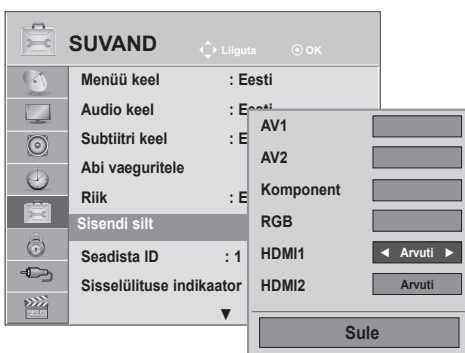 SUVAND
Liiguta OK
Menüü keel : Eesti
Audio keel : Eesti
Subtiitri keel : E
Abi vaeguritele
Riik : E
Sisendi silt
Seadista ID : 1
Sisselülituse indikaator
AV1
AV2
Komponent
RGB
HDMI1 ◄ Arvuti ►
HDMI2 Arvuti
Sule